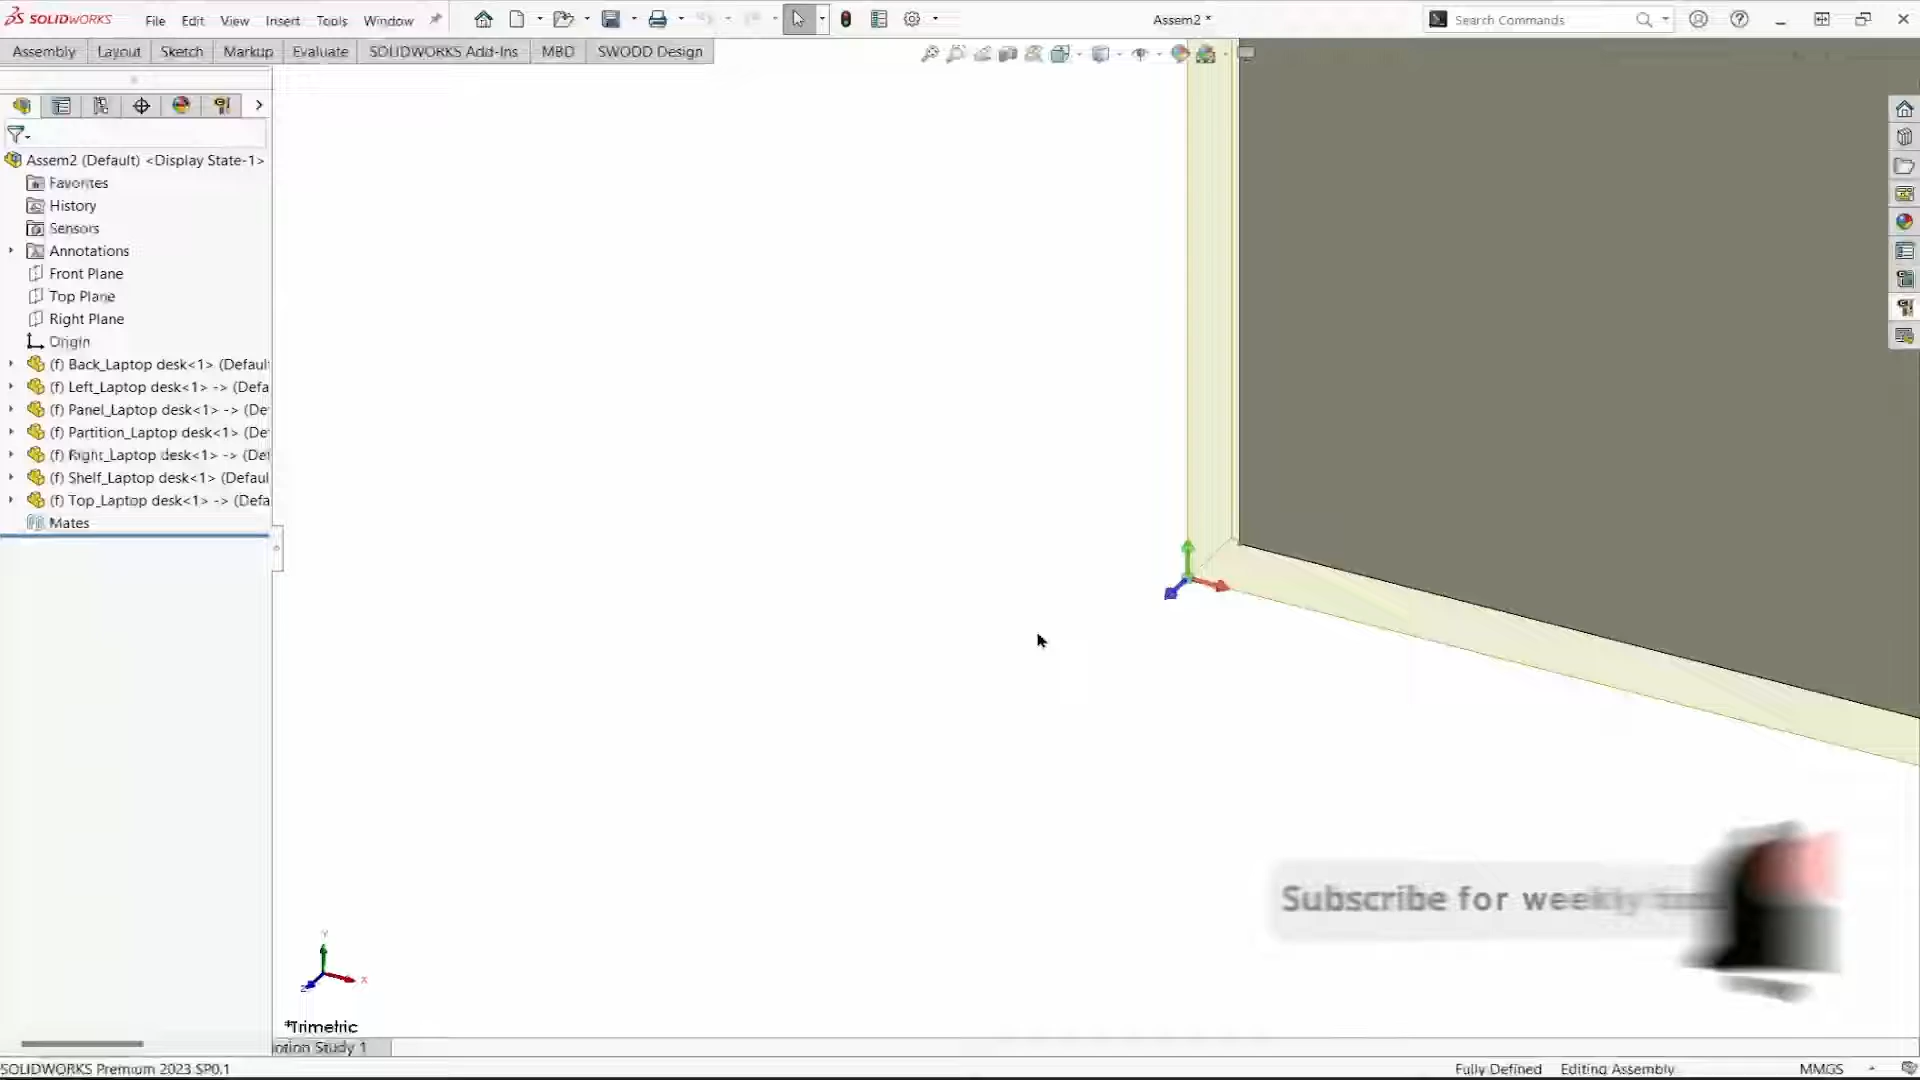 SOLIDWORKS File Edit View Insert Tools Window Assem2 * Search Commands
Assembly Layout Sketch Markup Evaluate SOLIDWORKS Add-Ins MBD SWOOD Design
Assem2 (Default) <Display State-1>
Favorites
History
Sensors
Annotations
Front Plane
Top Plane
Right Plane
Origin
(f) Back_Laptop desk<1> (Defaul
(f) Left_Laptop desk<1> -> (Defa
(f) Panel_Laptop desk<1> -> (De
(f) Partition_Laptop desk<1> (De
(f) Right_Laptop desk<1> -> (De
(f) Shelf_Laptop desk<1> (Defaul
(f) Top_Laptop desk<1> -> (Defa
Mates
Subscribe for weekly
Y
X
Z
*Trimetric
otion Study 1
SOLIDWORKS Premium 2023 SP0.1 Fully Defined Editing Assembly MMGS